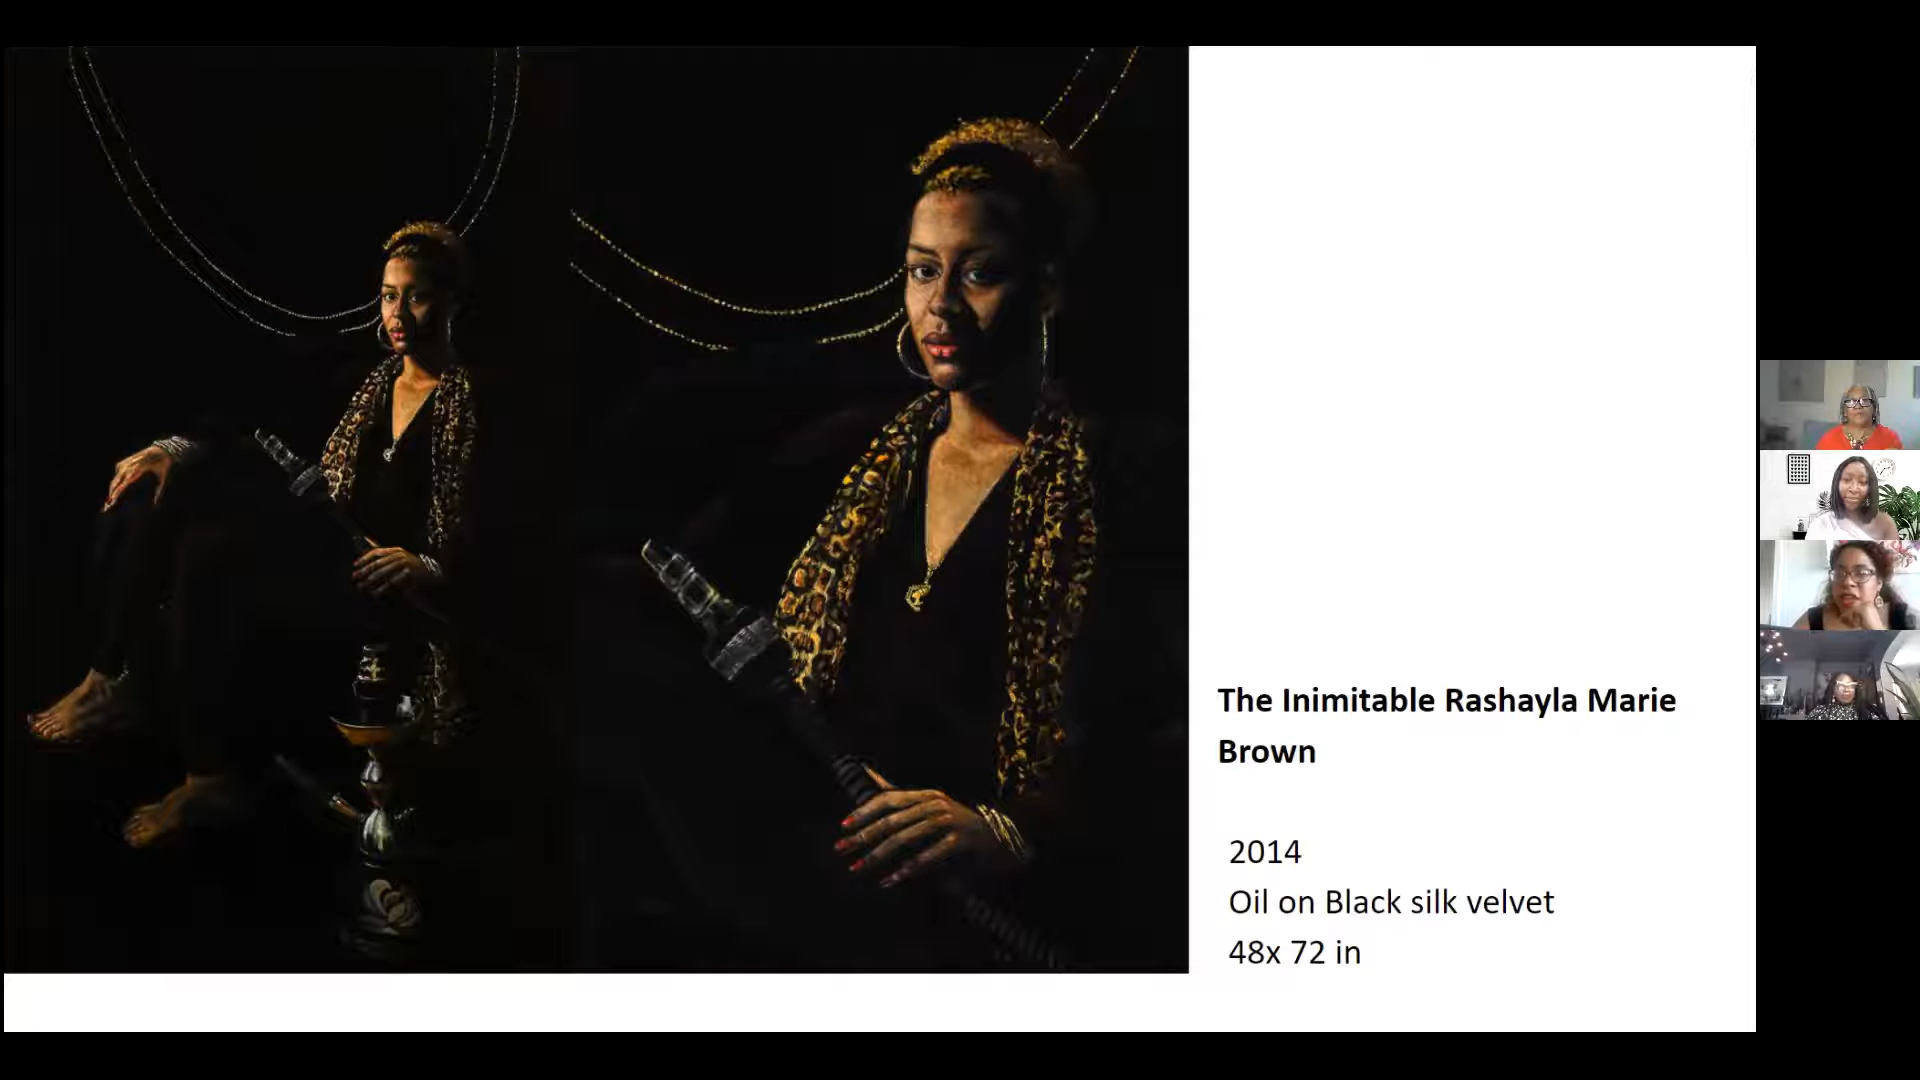 The Inimitable Rashayla Marie
Brown
2014
Oil on Black silk velvet
48x 72 in